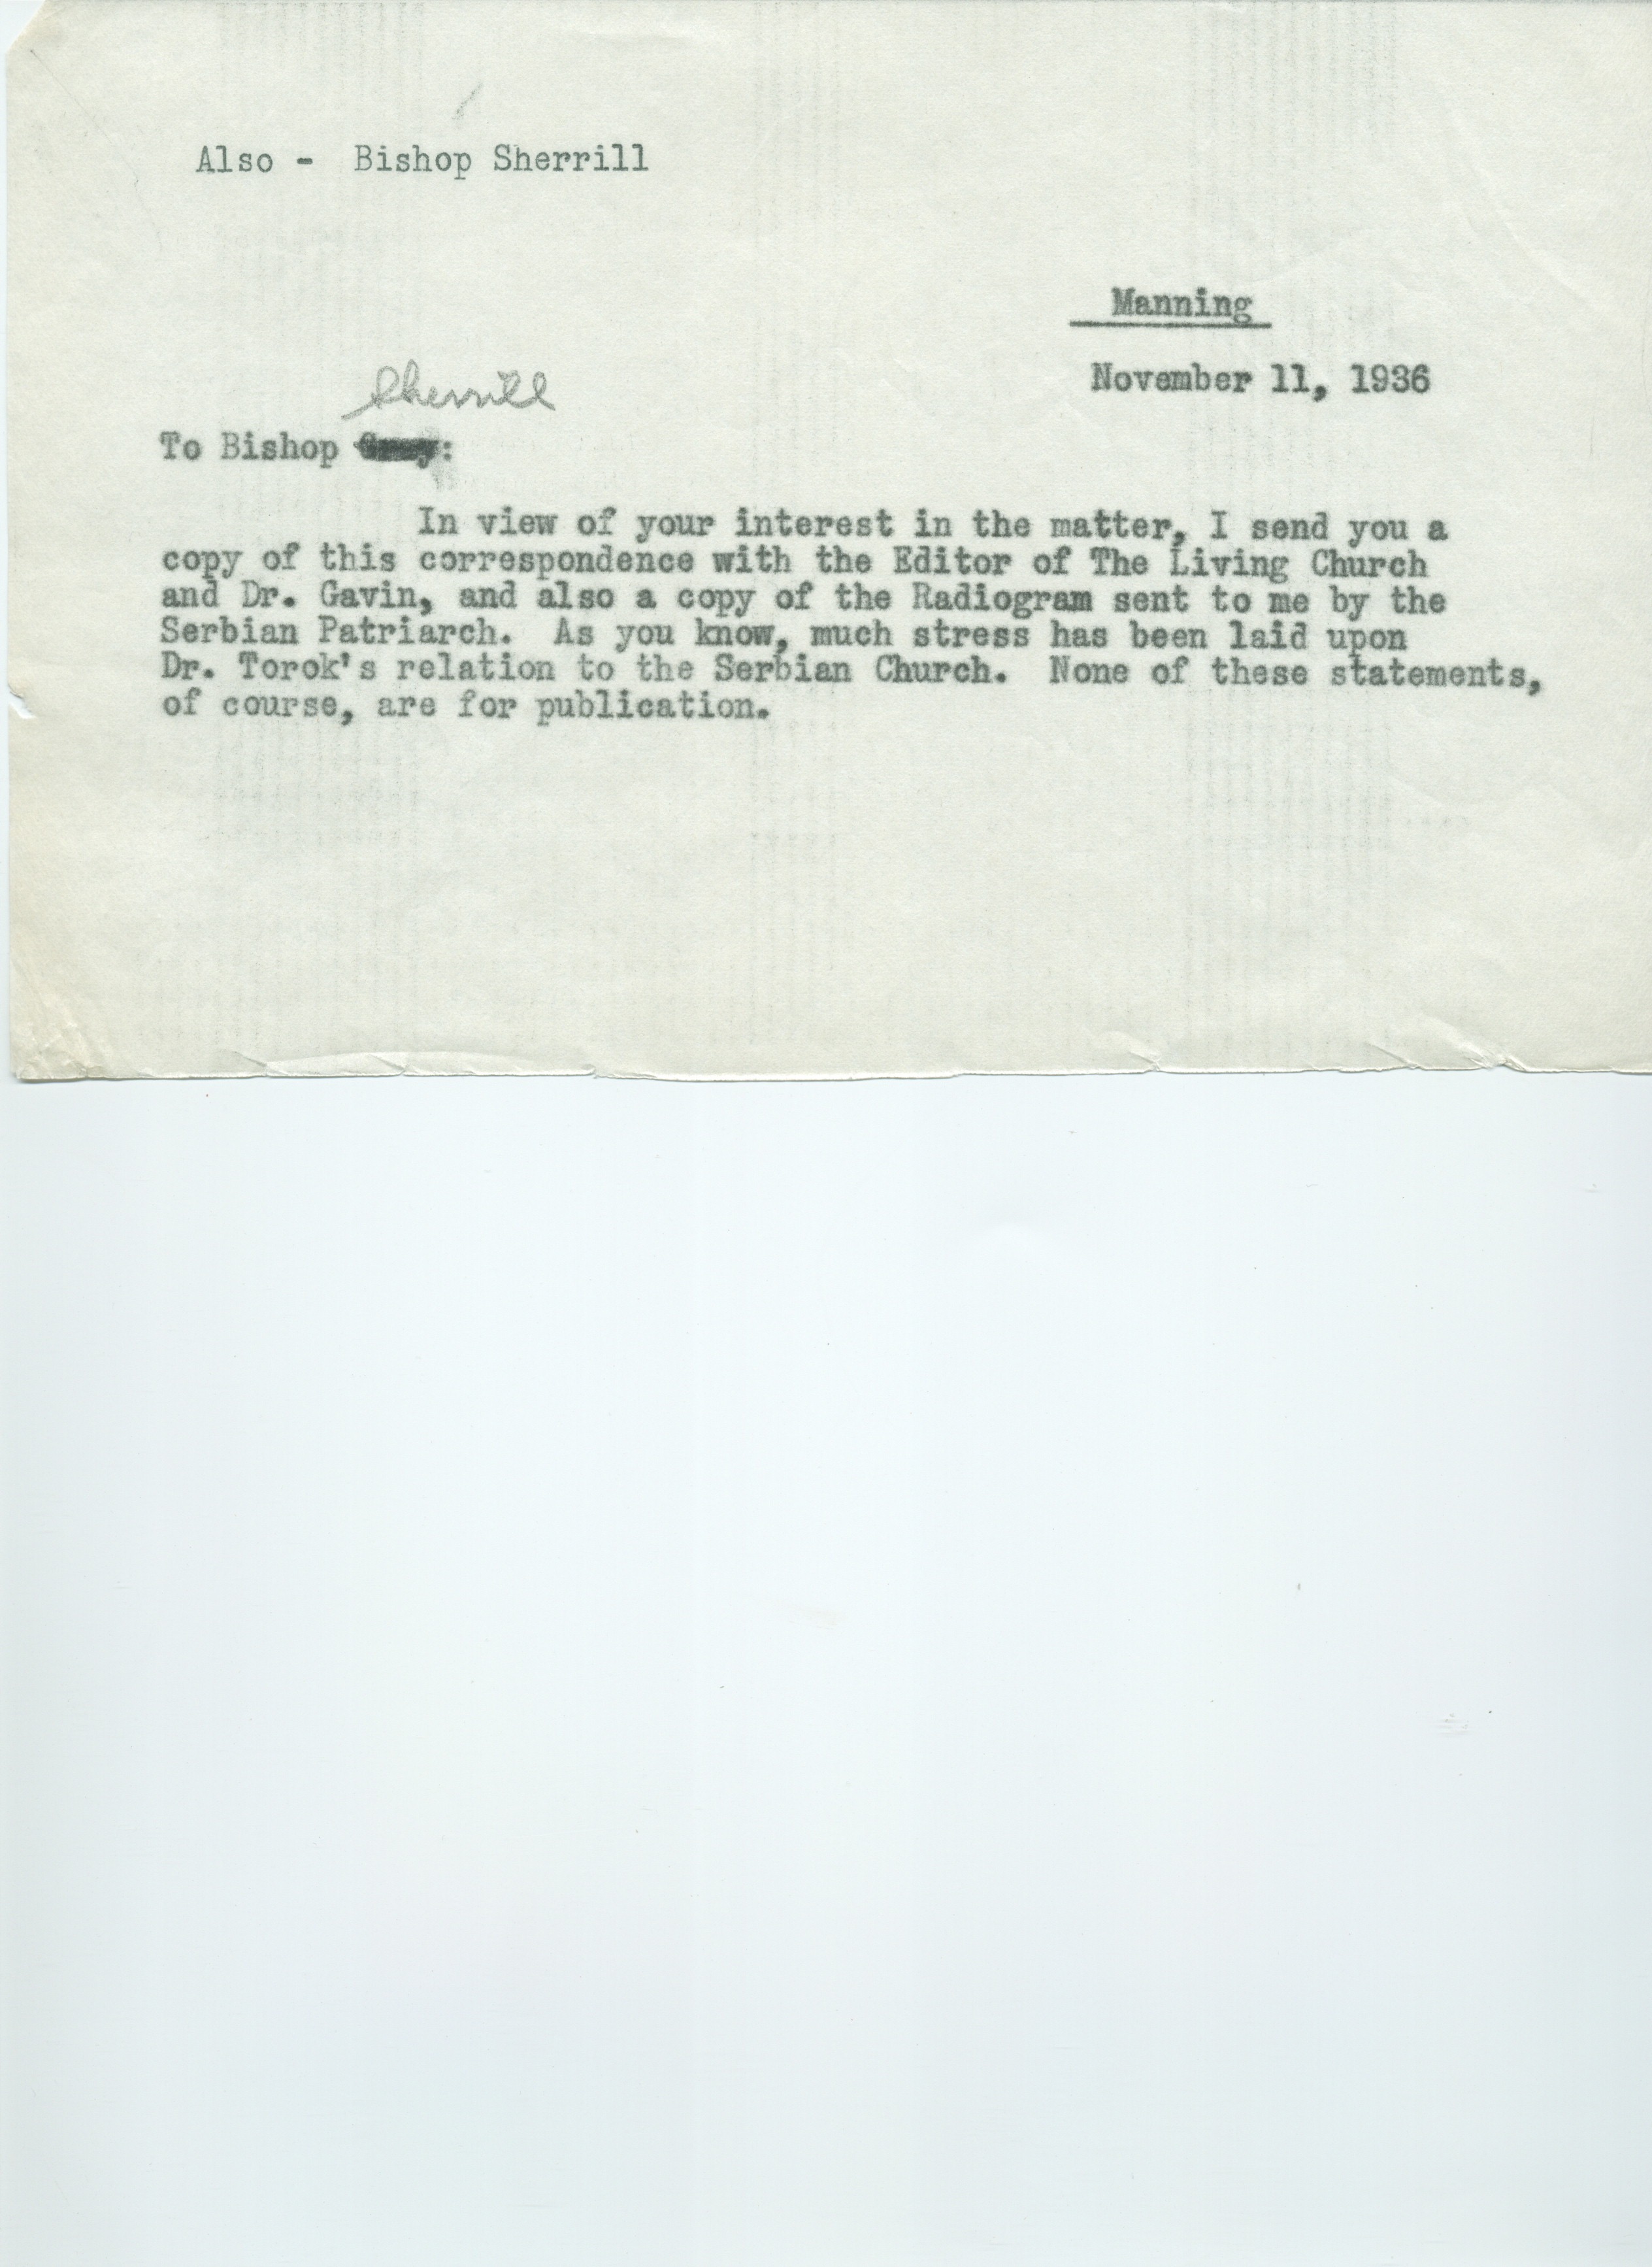 Also - Bishop Sherrill
Manning
November 11, 1936
Sherrill
To Bishop :
In view of your interest in the matter, I send you a
copy of this correspondence with the Editor of The Living Church
and Dr. Gavin, and also a copy of the Radiogram sent to me by the
Serbian Patriarch. As you know, much stress has been laid upon
Dr. Torok's relation to the Serbian Church. None of these statements,
of course, are for publication.